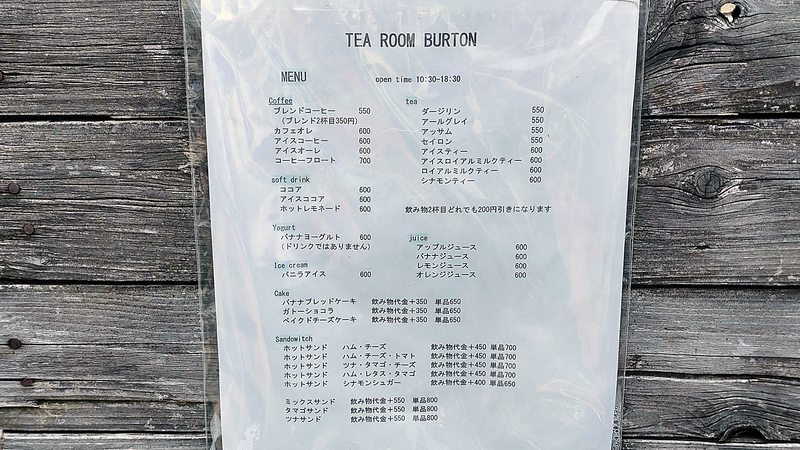 TEA ROOM BURTON
MENU open time 10:30-18:30
Coffee
ブレンドコーヒー 550
(ブレンド2杯目350円)
カフェオレ 600
アイスコーヒー 600
アイスオーレ 600
コーヒーフロート 700
tea
ダージリン 550
アールグレイ 550
アッサム 550
セイロン 550
アイスティー 600
アイスロイヤルミルクティー 600
ロイヤルミルクティー 600
シナモンティー 600
soft drink
ココア 600
アイスココア 600
ホットレモネード 600
飲み物2杯目どれでも200円引きになります
Yogurt
バナナヨーグルト 600
(ドリンクではありません)
Ice cream
バニラアイス 600
juice
アップルジュース 600
バナナジュース 600
レモンジュース 600
オレンジジュース 600
Cake
バナナブレッドケーキ 飲み物代金+350 単品650
ガトーショコラ 飲み物代金+350 単品650
ベイクドチーズケーキ 飲み物代金+350 単品650
Sandowitch
ホットサンド ハム・チーズ 飲み物代金+450 単品700
ホットサンド ハム・チーズ・トマト 飲み物代金+450 単品700
ホットサンド ツナ・タマゴ・チーズ 飲み物代金+450 単品700
ホットサンド ハム・レタス・タマゴ 飲み物代金+450 単品700
ホットサンド シナモンシュガー 飲み物代金+400 単品650
ミックスサンド 飲み物代金+550 単品800
タマゴサンド 飲み物代金+550 単品800
ツナサンド 飲み物代金+550 単品800